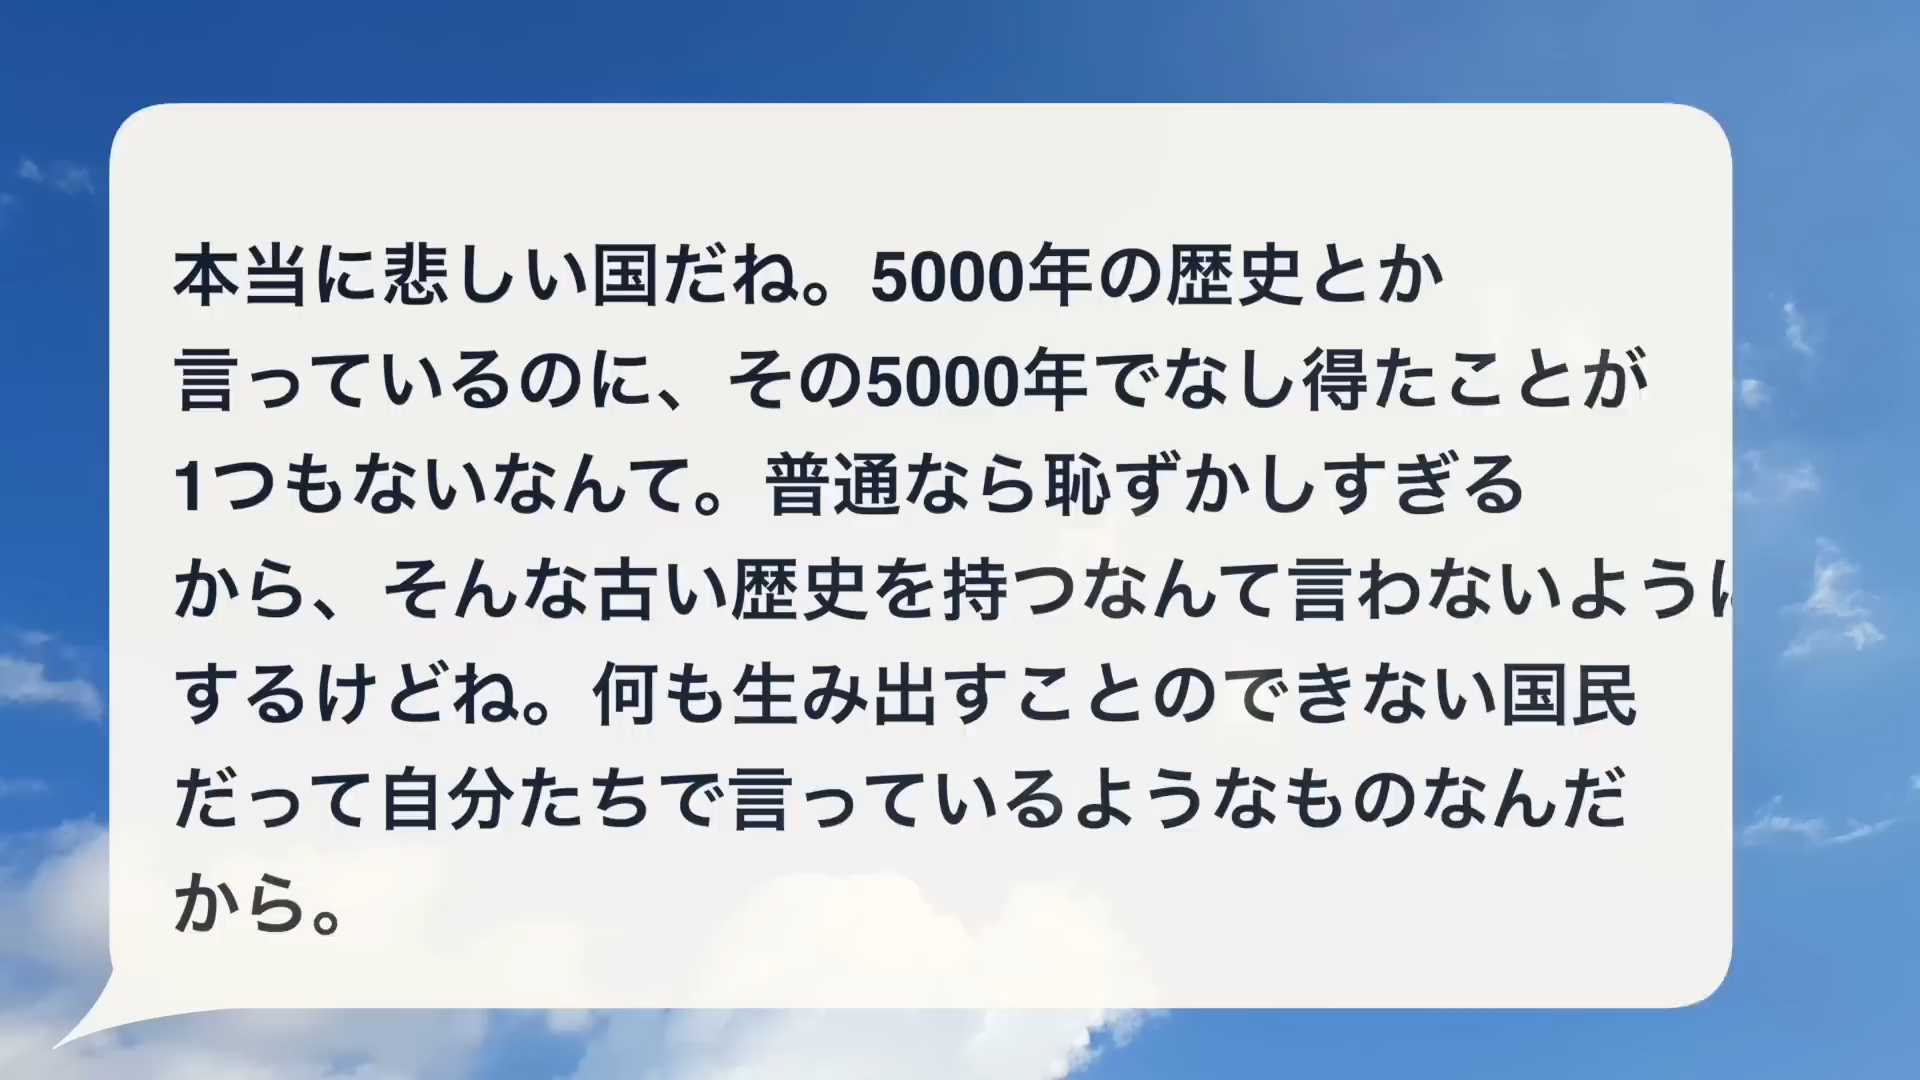 本当に悲しい国だね。5000年の歴史とか
言っているのに、その5000年でなし得たことが
1つもないなんて。普通なら恥ずかしすぎる
から、そんな古い歴史を持つなんて言わないように
するけどね。何も生み出すことのできない国民
だって自分たちで言っているようなものなんだ
から。